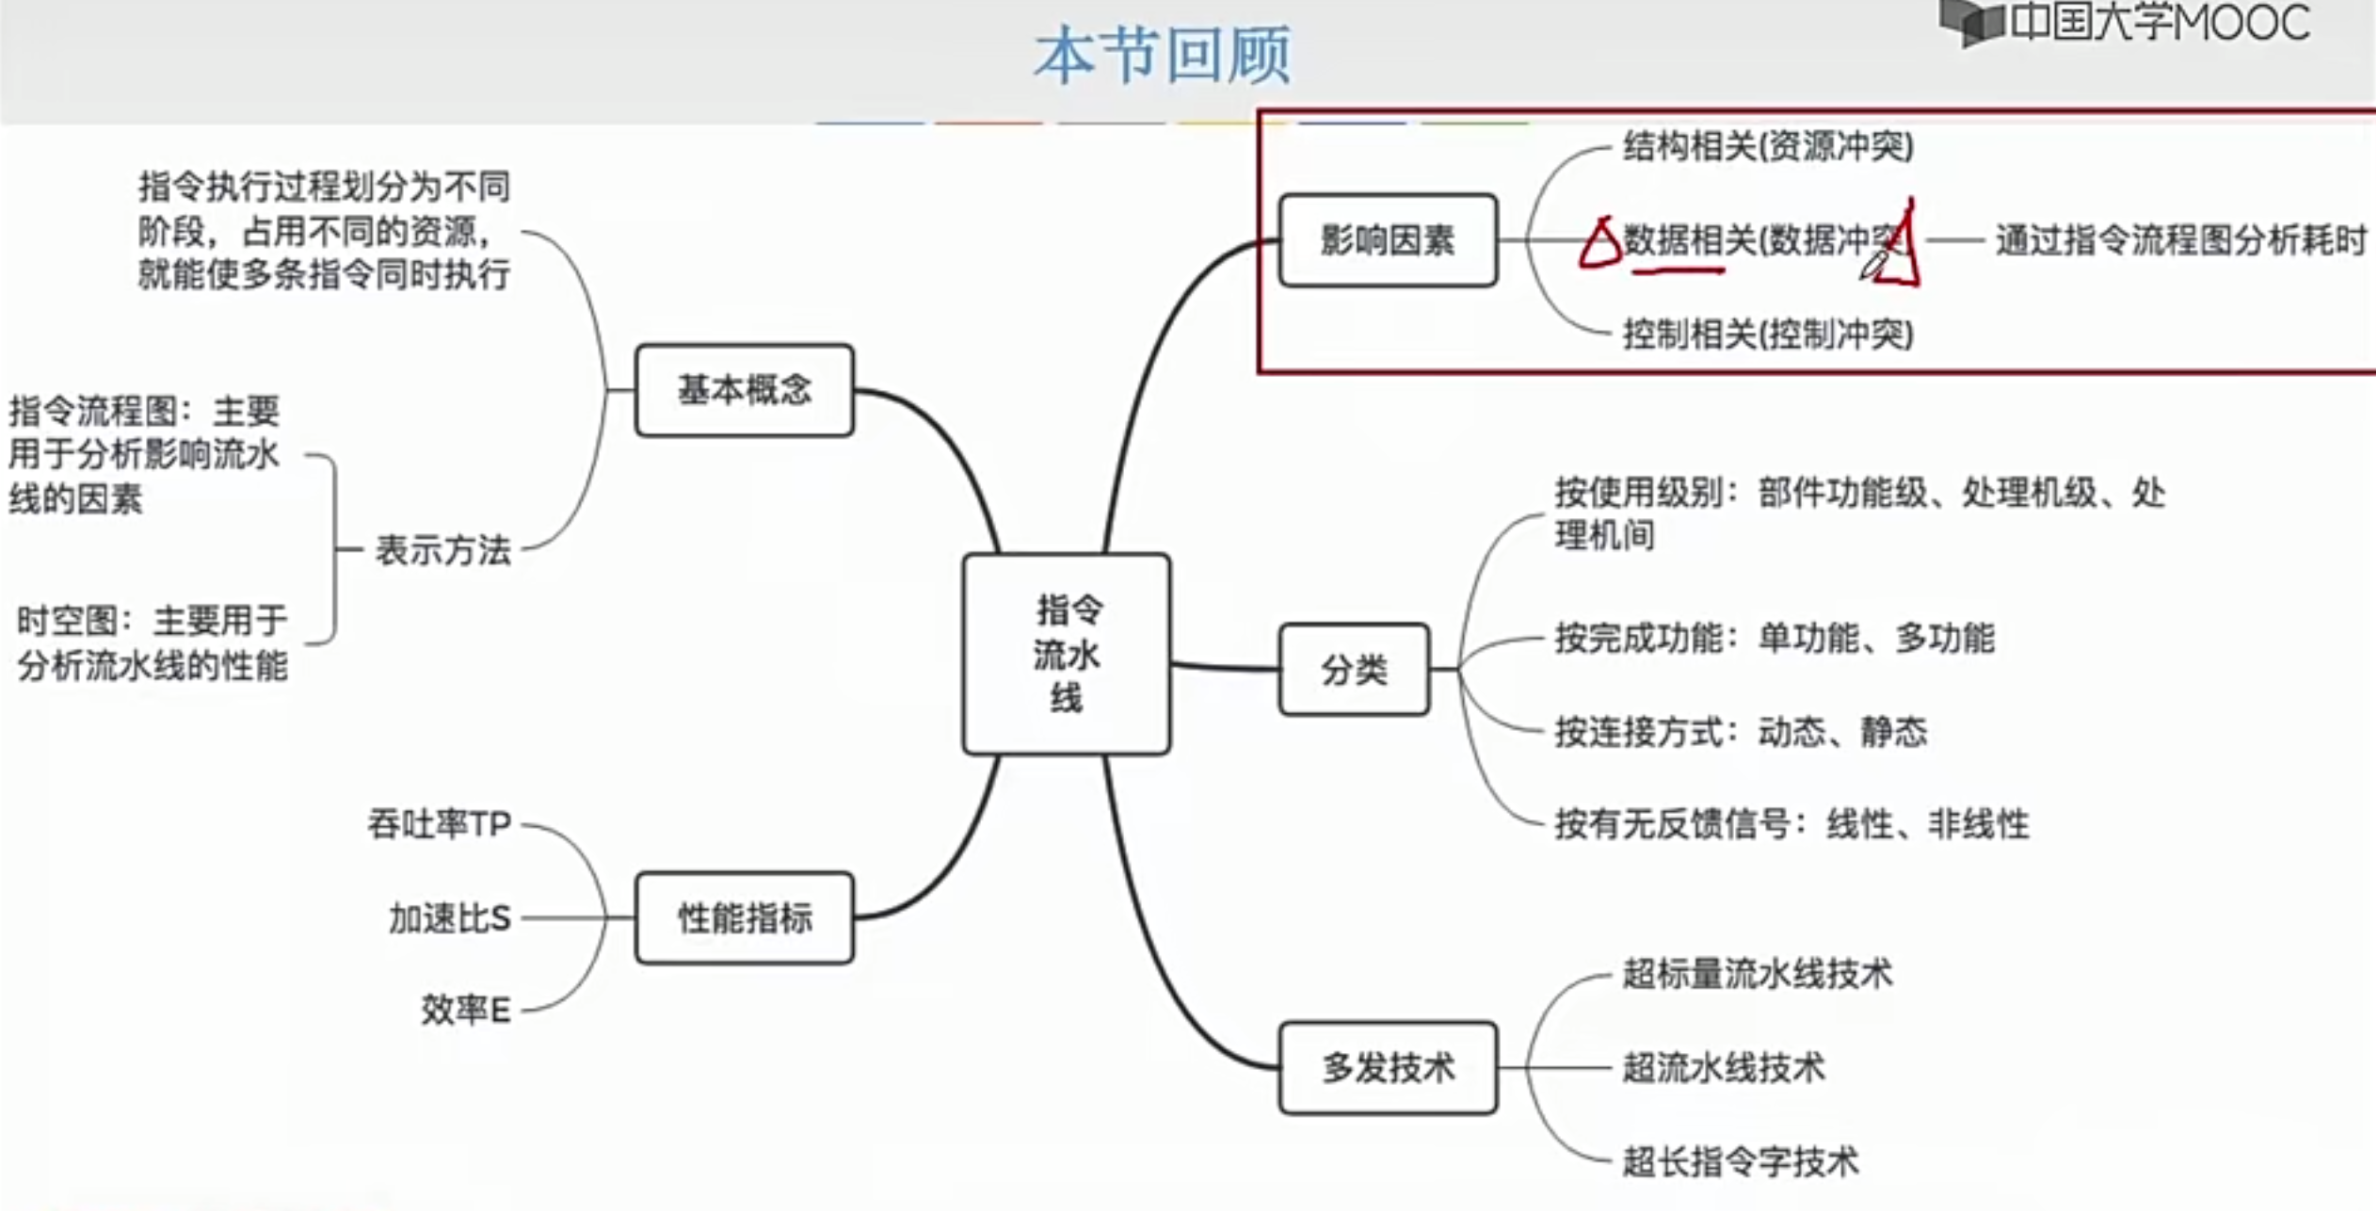 本节回顾
中国大学MOOC
指令执行过程划分为不同
阶段，占用不同的资源，
就能使多条指令同时执行
基本概念
指令流程图：主要
用于分析影响流水
线的因素
表示方法
时空图：主要用于
分析流水线的性能
吞吐率TP
加速比S
效率E
性能指标
指令
流水
线
影响因素
结构相关(资源冲突)
数据相关(数据冲突
通过指令流程图分析耗时
控制相关(控制冲突)
分类
按使用级别：部件功能级、处理机级、处
理机间
按完成功能：单功能、多功能
按连接方式：动态、静态
按有无反馈信号：线性、非线性
多发技术
超标量流水线技术
超流水线技术
超长指令字技术